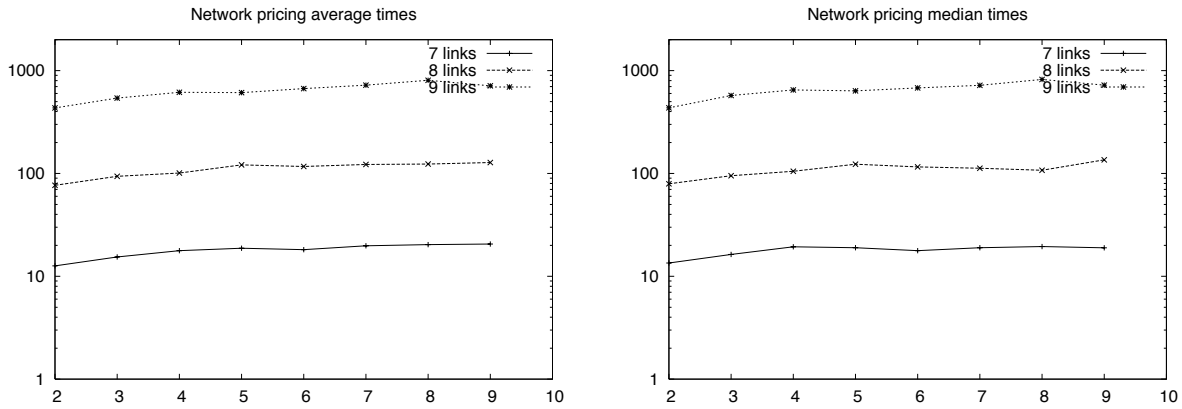 Network pricing average times
7 links
8 links
9 links
1000
100
10
1
2 3 4 5 6 7 8 9 10
Network pricing median times
7 links
8 links
9 links
1000
100
10
1
2 3 4 5 6 7 8 9 10